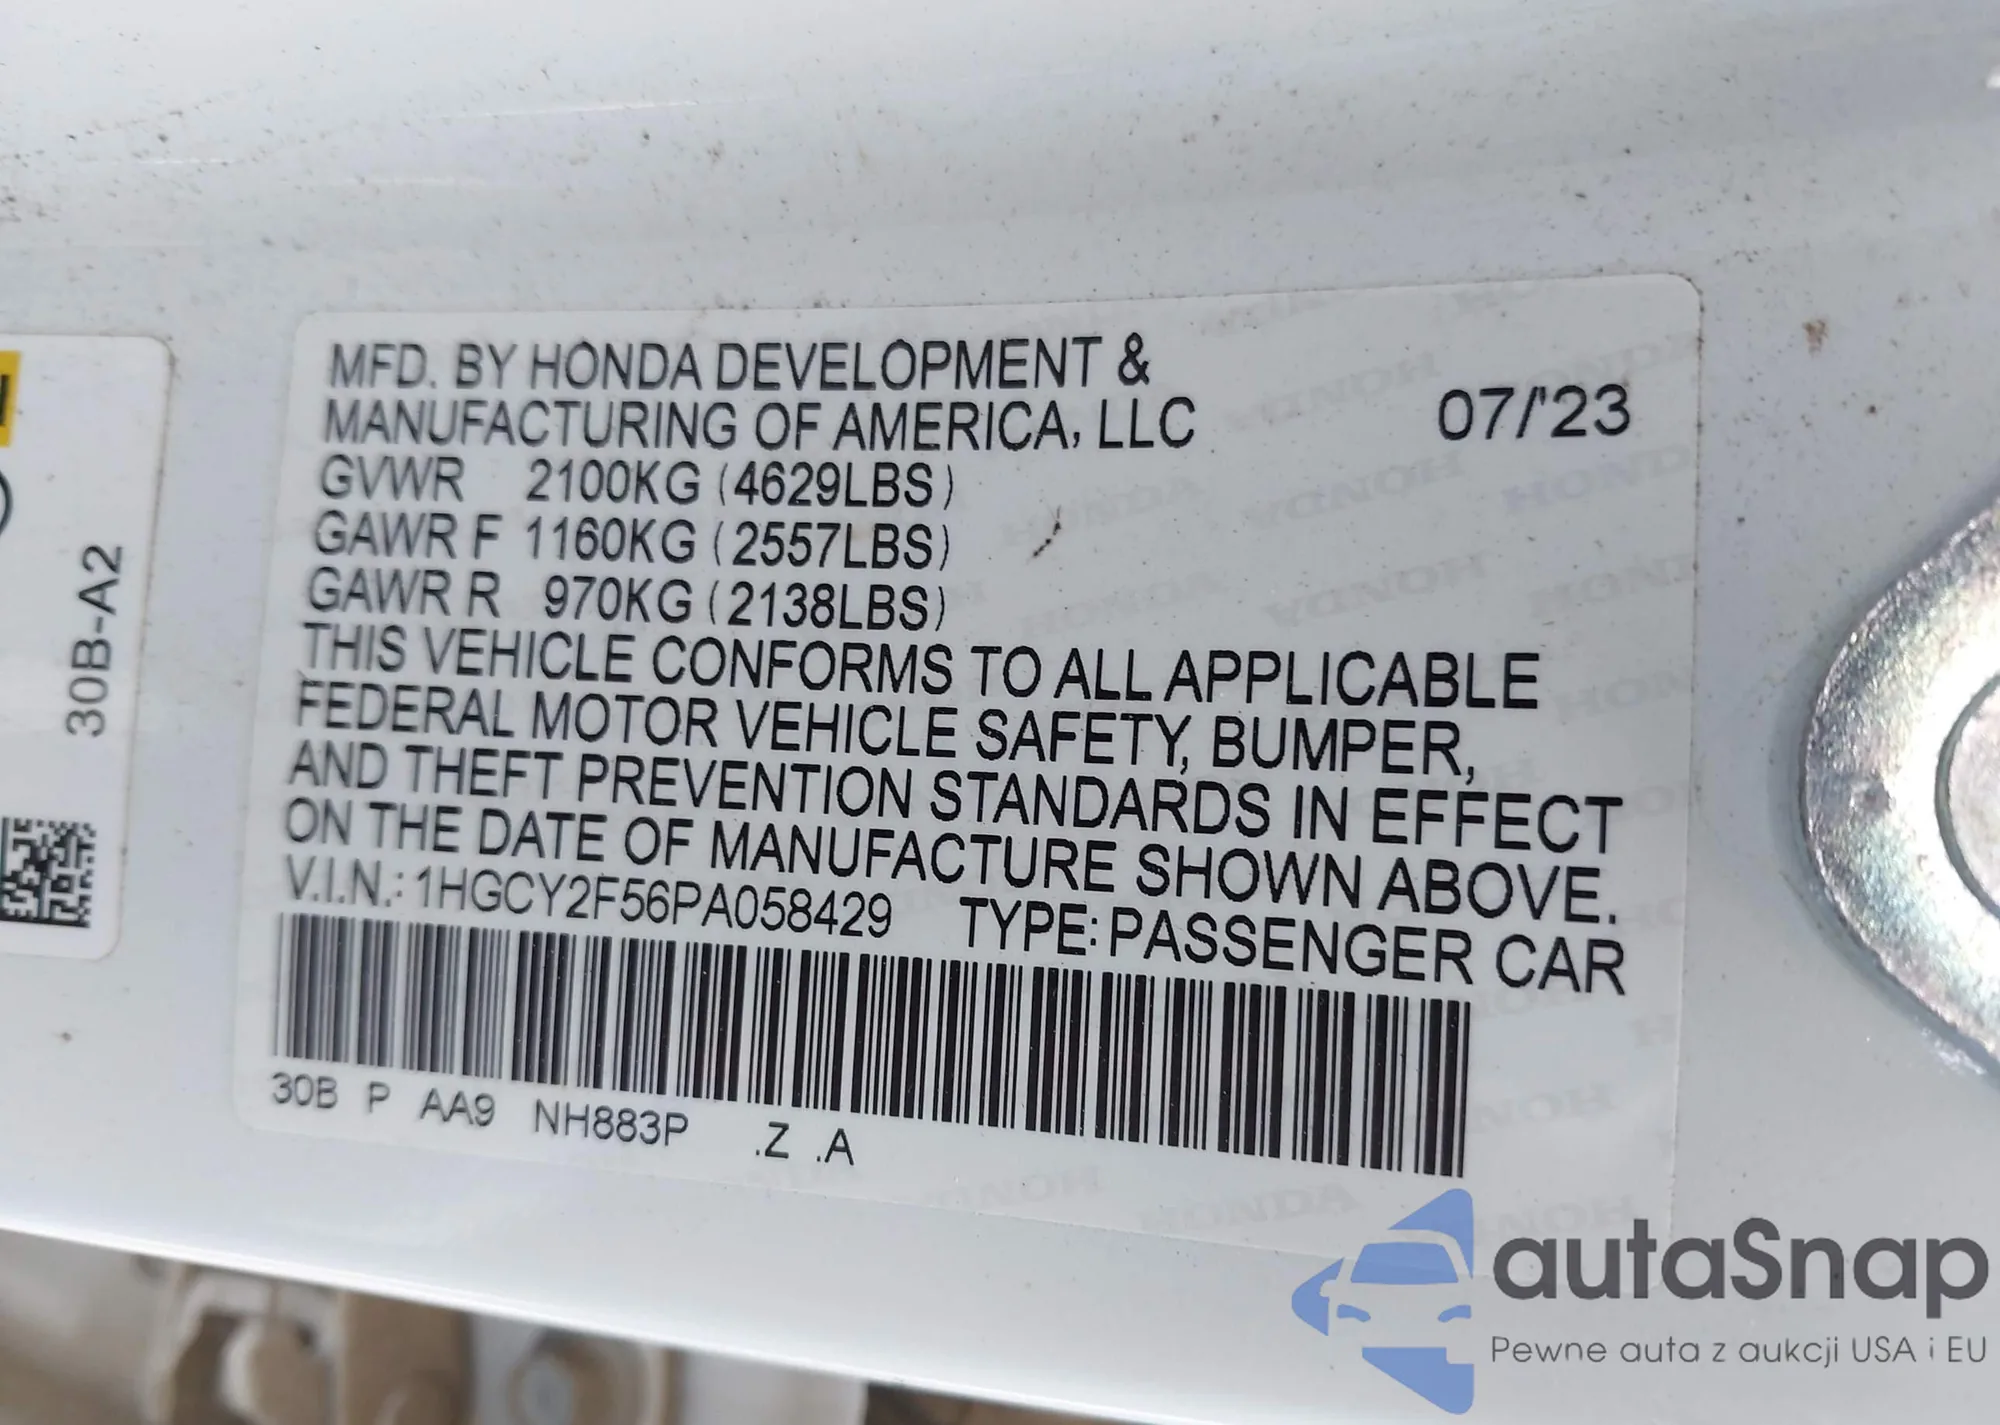 MFD. BY HONDA DEVELOPMENT &
MANUFACTURING OF AMERICA, LLC 07/'23
GVWR 2100KG (4629LBS)
GAWR F 1160KG (2557LBS)
GAWR R 970KG (2138LBS)
THIS VEHICLE CONFORMS TO ALL APPLICABLE
FEDERAL MOTOR VEHICLE SAFETY, BUMPER,
AND THEFT PREVENTION STANDARDS IN EFFECT
ON THE DATE OF MANUFACTURE SHOWN ABOVE.
V.I.N.: 1HGCY2F56PA058429 TYPE: PASSENGER CAR
30B P AA9 NH883P .Z .A
30B-A2
autaSnap
Pewne auta z aukcji USA i EU